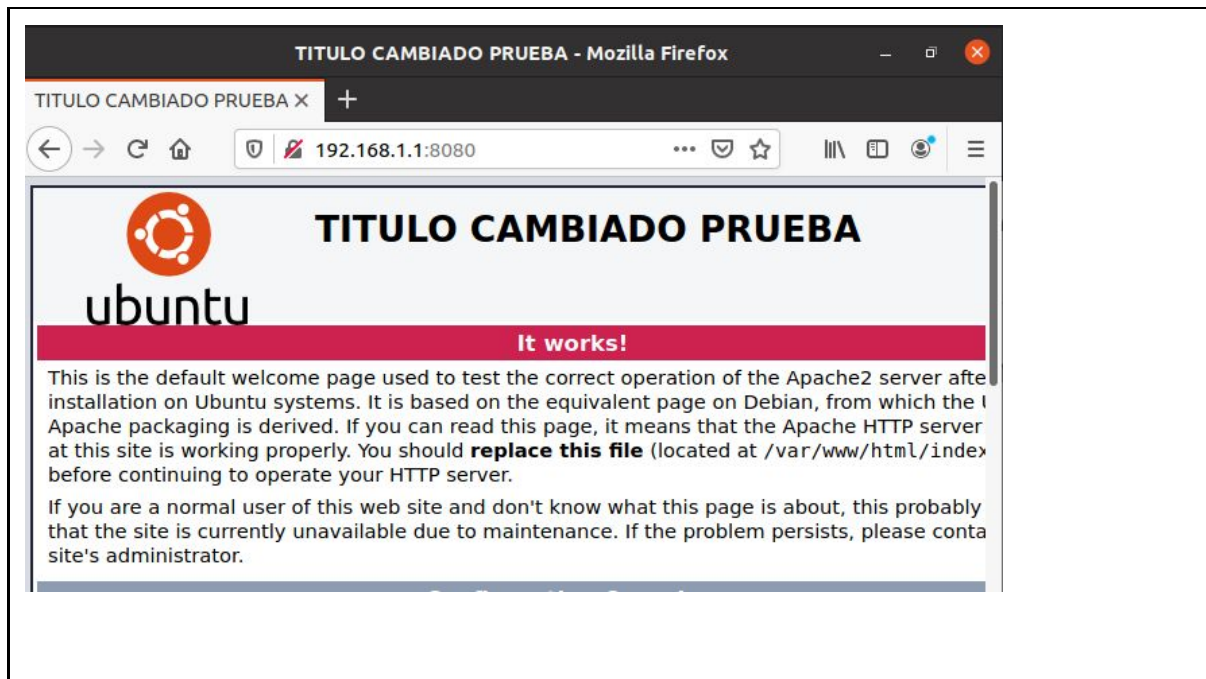 TITULO CAMBIADO PRUEBA - Mozilla Firefox
TITULO CAMBIADO PRUEBA
192.168.1.1:8080
ubuntu
TITULO CAMBIADO PRUEBA
It works!
This is the default welcome page used to test the correct operation of the Apache2 server afte
installation on Ubuntu systems. It is based on the equivalent page on Debian, from which the
Apache packaging is derived. If you can read this page, it means that the Apache HTTP server
at this site is working properly. You should replace this file (located at /var/www/html/index
before continuing to operate your HTTP server.
If you are a normal user of this web site and don't know what this page is about, this probably
that the site is currently unavailable due to maintenance. If the problem persists, please conta
site's administrator.